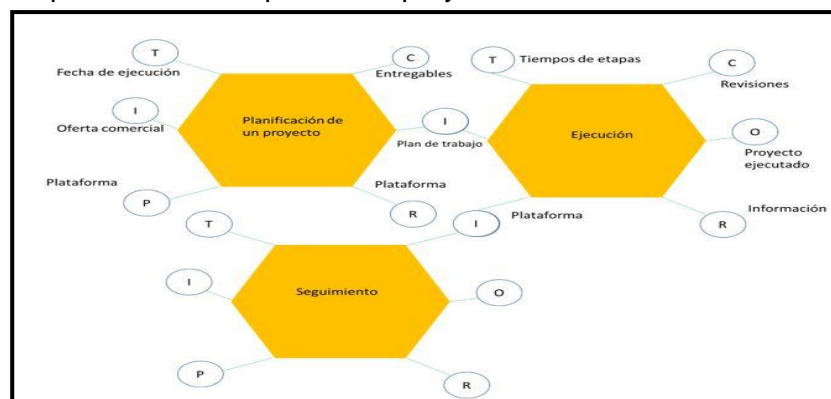 T
C
Fecha de ejecución
Entregables
I
Oferta comercial
Planificación de
un proyecto
I
Plan de trabajo
Plataforma
P
Plataforma
R
T
Tiempos de etapas
C
Revisiones
Ejecución
O
Proyecto
ejecutado
Información
R
Plataforma
I
T
I
Seguimiento
O
P
R